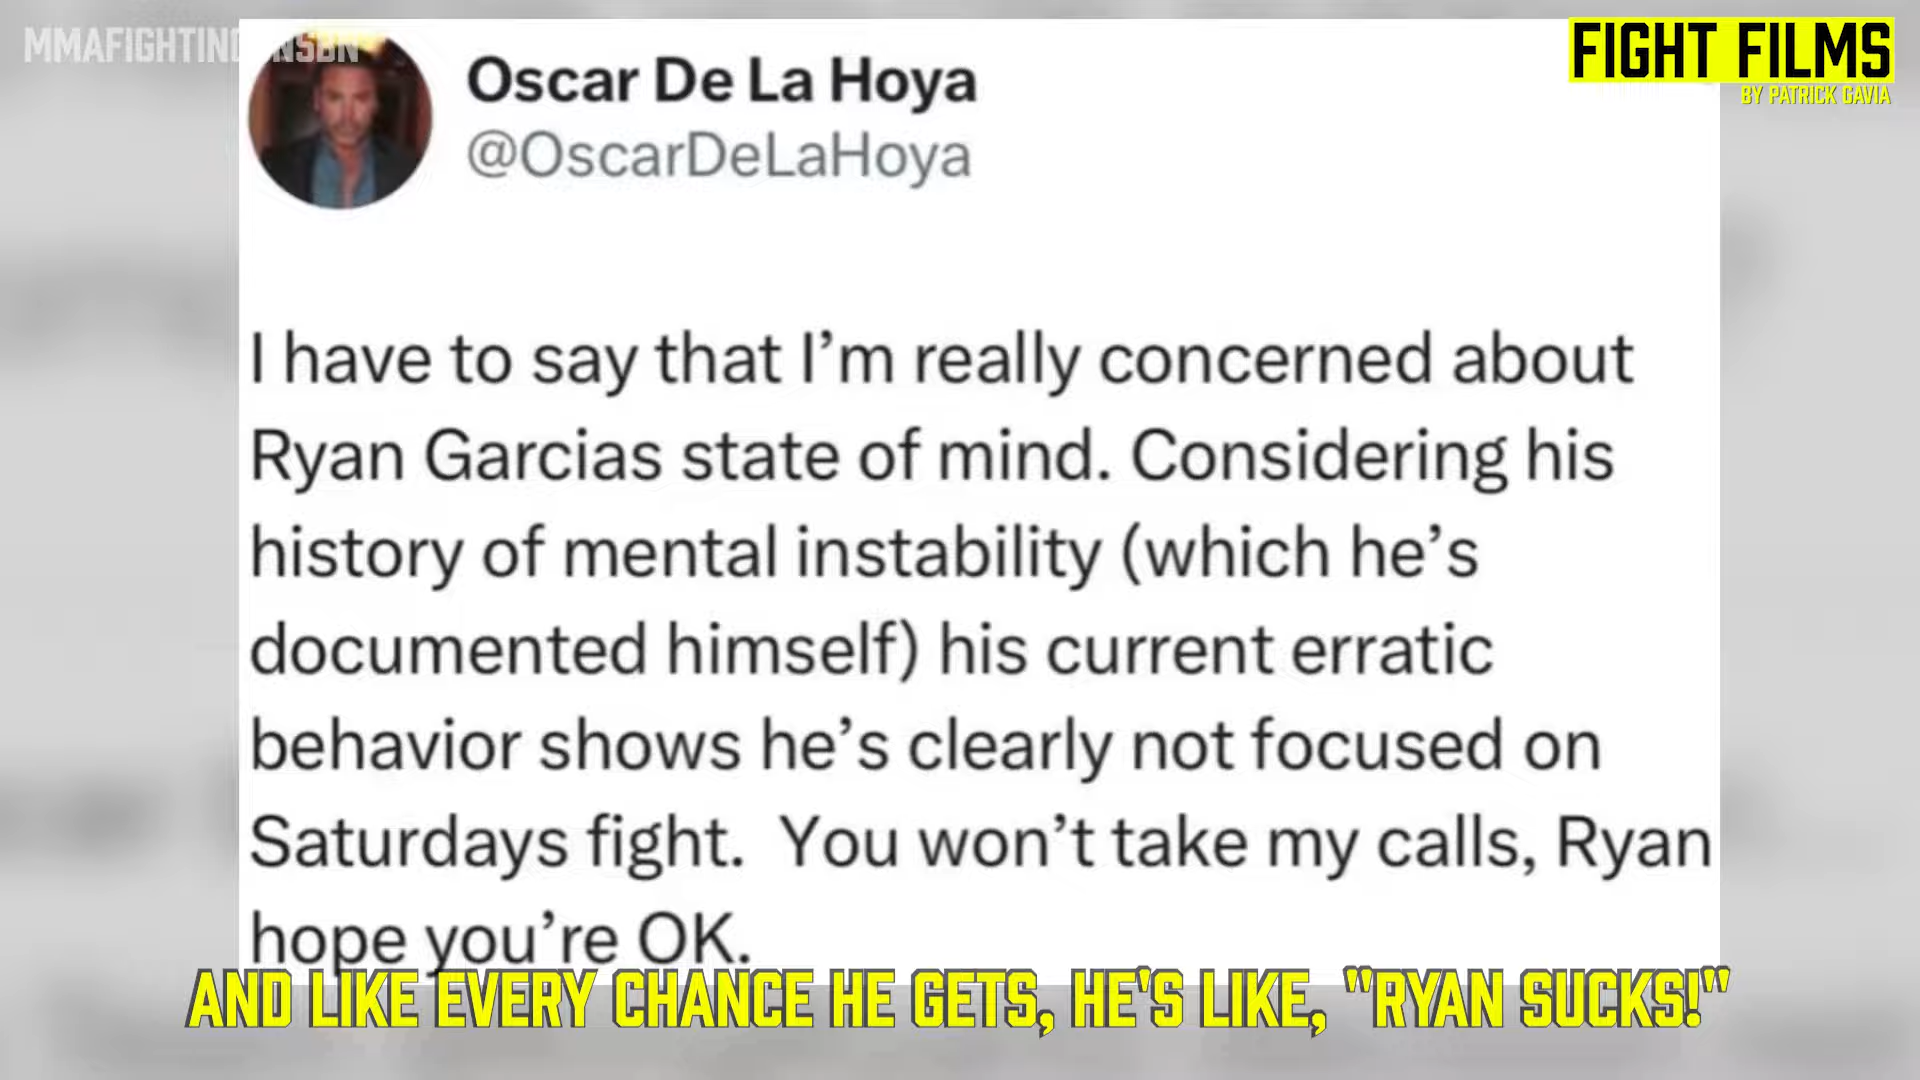 MMAFIGHTING
NSBN
FIGHT FILMS
BY PATRICK GAVIA
Oscar De La Hoya
@OscarDeLaHoya
I have to say that I’m really concerned about
Ryan Garcias state of mind. Considering his
history of mental instability (which he’s
documented himself) his current erratic
behavior shows he’s clearly not focused on
Saturdays fight.  You won’t take my calls, Ryan
hope you’re OK.
AND LIKE EVERY CHANCE HE GETS, HE'S LIKE, "RYAN SUCKS!"